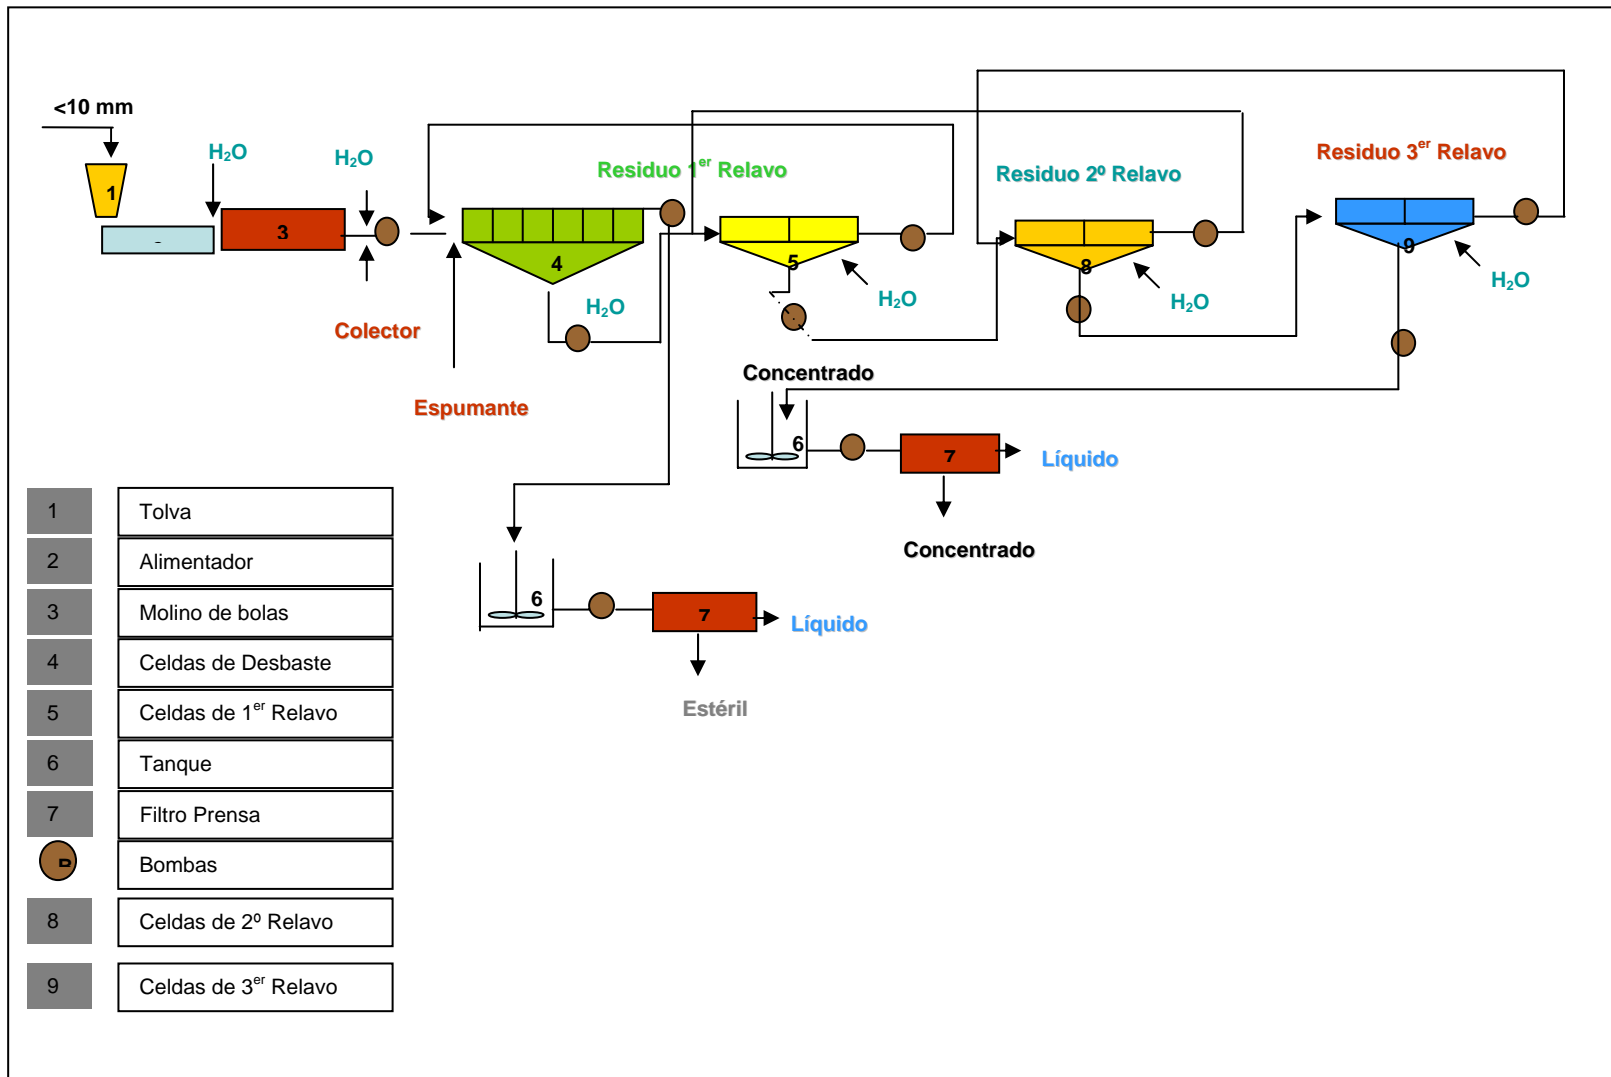 <10 mm
H₂O
H₂O
Residuo 1er Relavo
Residuo 2º Relavo
Residuo 3er Relavo
1
3
4
5
8
9
H₂O
H₂O
H₂O
H₂O
Colector
Espumante
Concentrado
6
7
Líquido
Concentrado
6
7
Líquido
Estéril
1 Tolva
2 Alimentador
3 Molino de bolas
4 Celdas de Desbaste
5 Celdas de 1er Relavo
6 Tanque
7 Filtro Prensa
Bombas
8 Celdas de 2º Relavo
9 Celdas de 3er Relavo